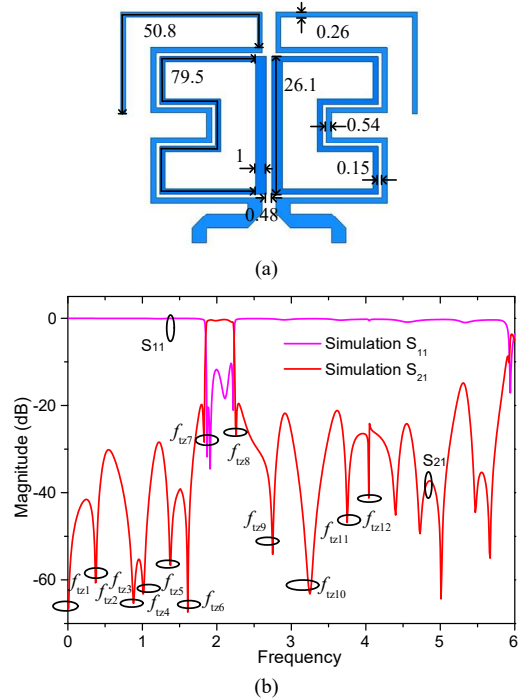 50.8
0.26
79.5
26.1
0.54
1
0.15
0.48
(a)
0
-20
-40
-60
Magnitude (dB)
S11
Simulation S11
Simulation S21
ftz7
ftz8
S21
ftz9
ftz11
ftz12
ftz1
ftz2
ftz3
ftz4
ftz5
ftz6
ftz10
0 1 2 3 4 5 6
Frequency
(b)